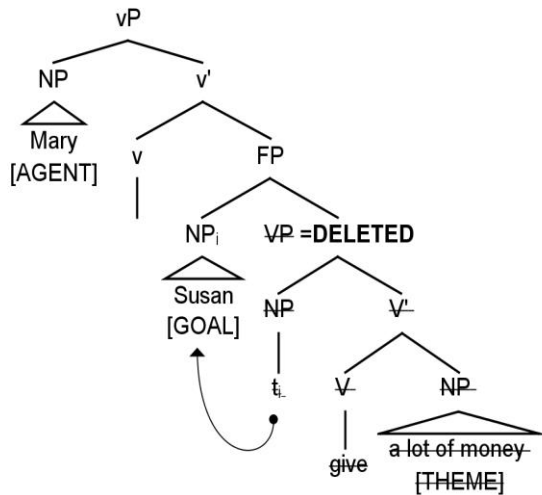 vP
NP v'
Mary
[AGENT]
v FP
NPi VP =DELETED
Susan
[GOAL]
NP V'
ti
V NP
give
a lot of money
[THEME]